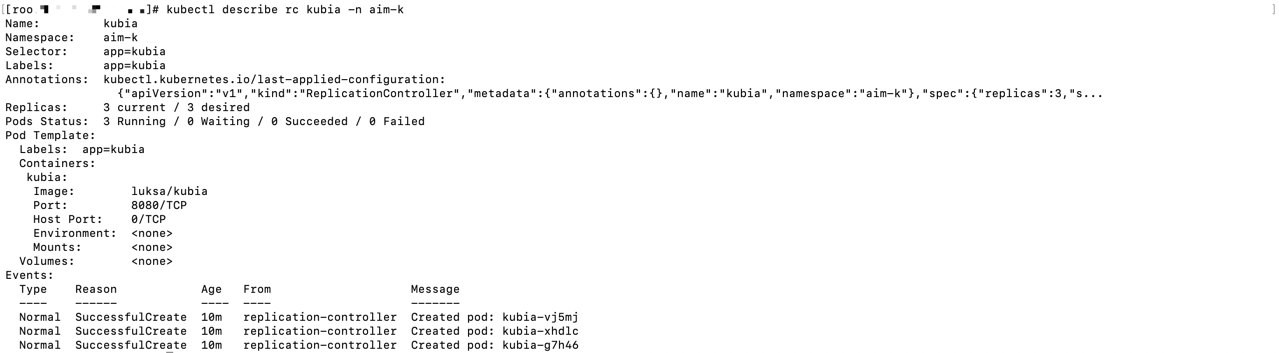 [[roo ]# kubectl describe rc kubia -n aim-k ]
Name:         kubia
Namespace:    aim-k
Selector:     app=kubia
Labels:       app=kubia
Annotations:  kubectl.kubernetes.io/last-applied-configuration:
                {"apiVersion":"v1","kind":"ReplicationController","metadata":{"annotations":{},"name":"kubia","namespace":"aim-k"},"spec":{"replicas":3,"s...
Replicas:     3 current / 3 desired
Pods Status:  3 Running / 0 Waiting / 0 Succeeded / 0 Failed
Pod Template:
  Labels:  app=kubia
  Containers:
   kubia:
    Image:        luksa/kubia
    Port:         8080/TCP
    Host Port:    0/TCP
    Environment:  <none>
    Mounts:       <none>
  Volumes:        <none>
Events:
  Type    Reason            Age   From                    Message
  ----    ------            ----  ----                    -------
  Normal  SuccessfulCreate  10m   replication-controller  Created pod: kubia-vj5mj
  Normal  SuccessfulCreate  10m   replication-controller  Created pod: kubia-xhdlc
  Normal  SuccessfulCreate  10m   replication-controller  Created pod: kubia-g7h46